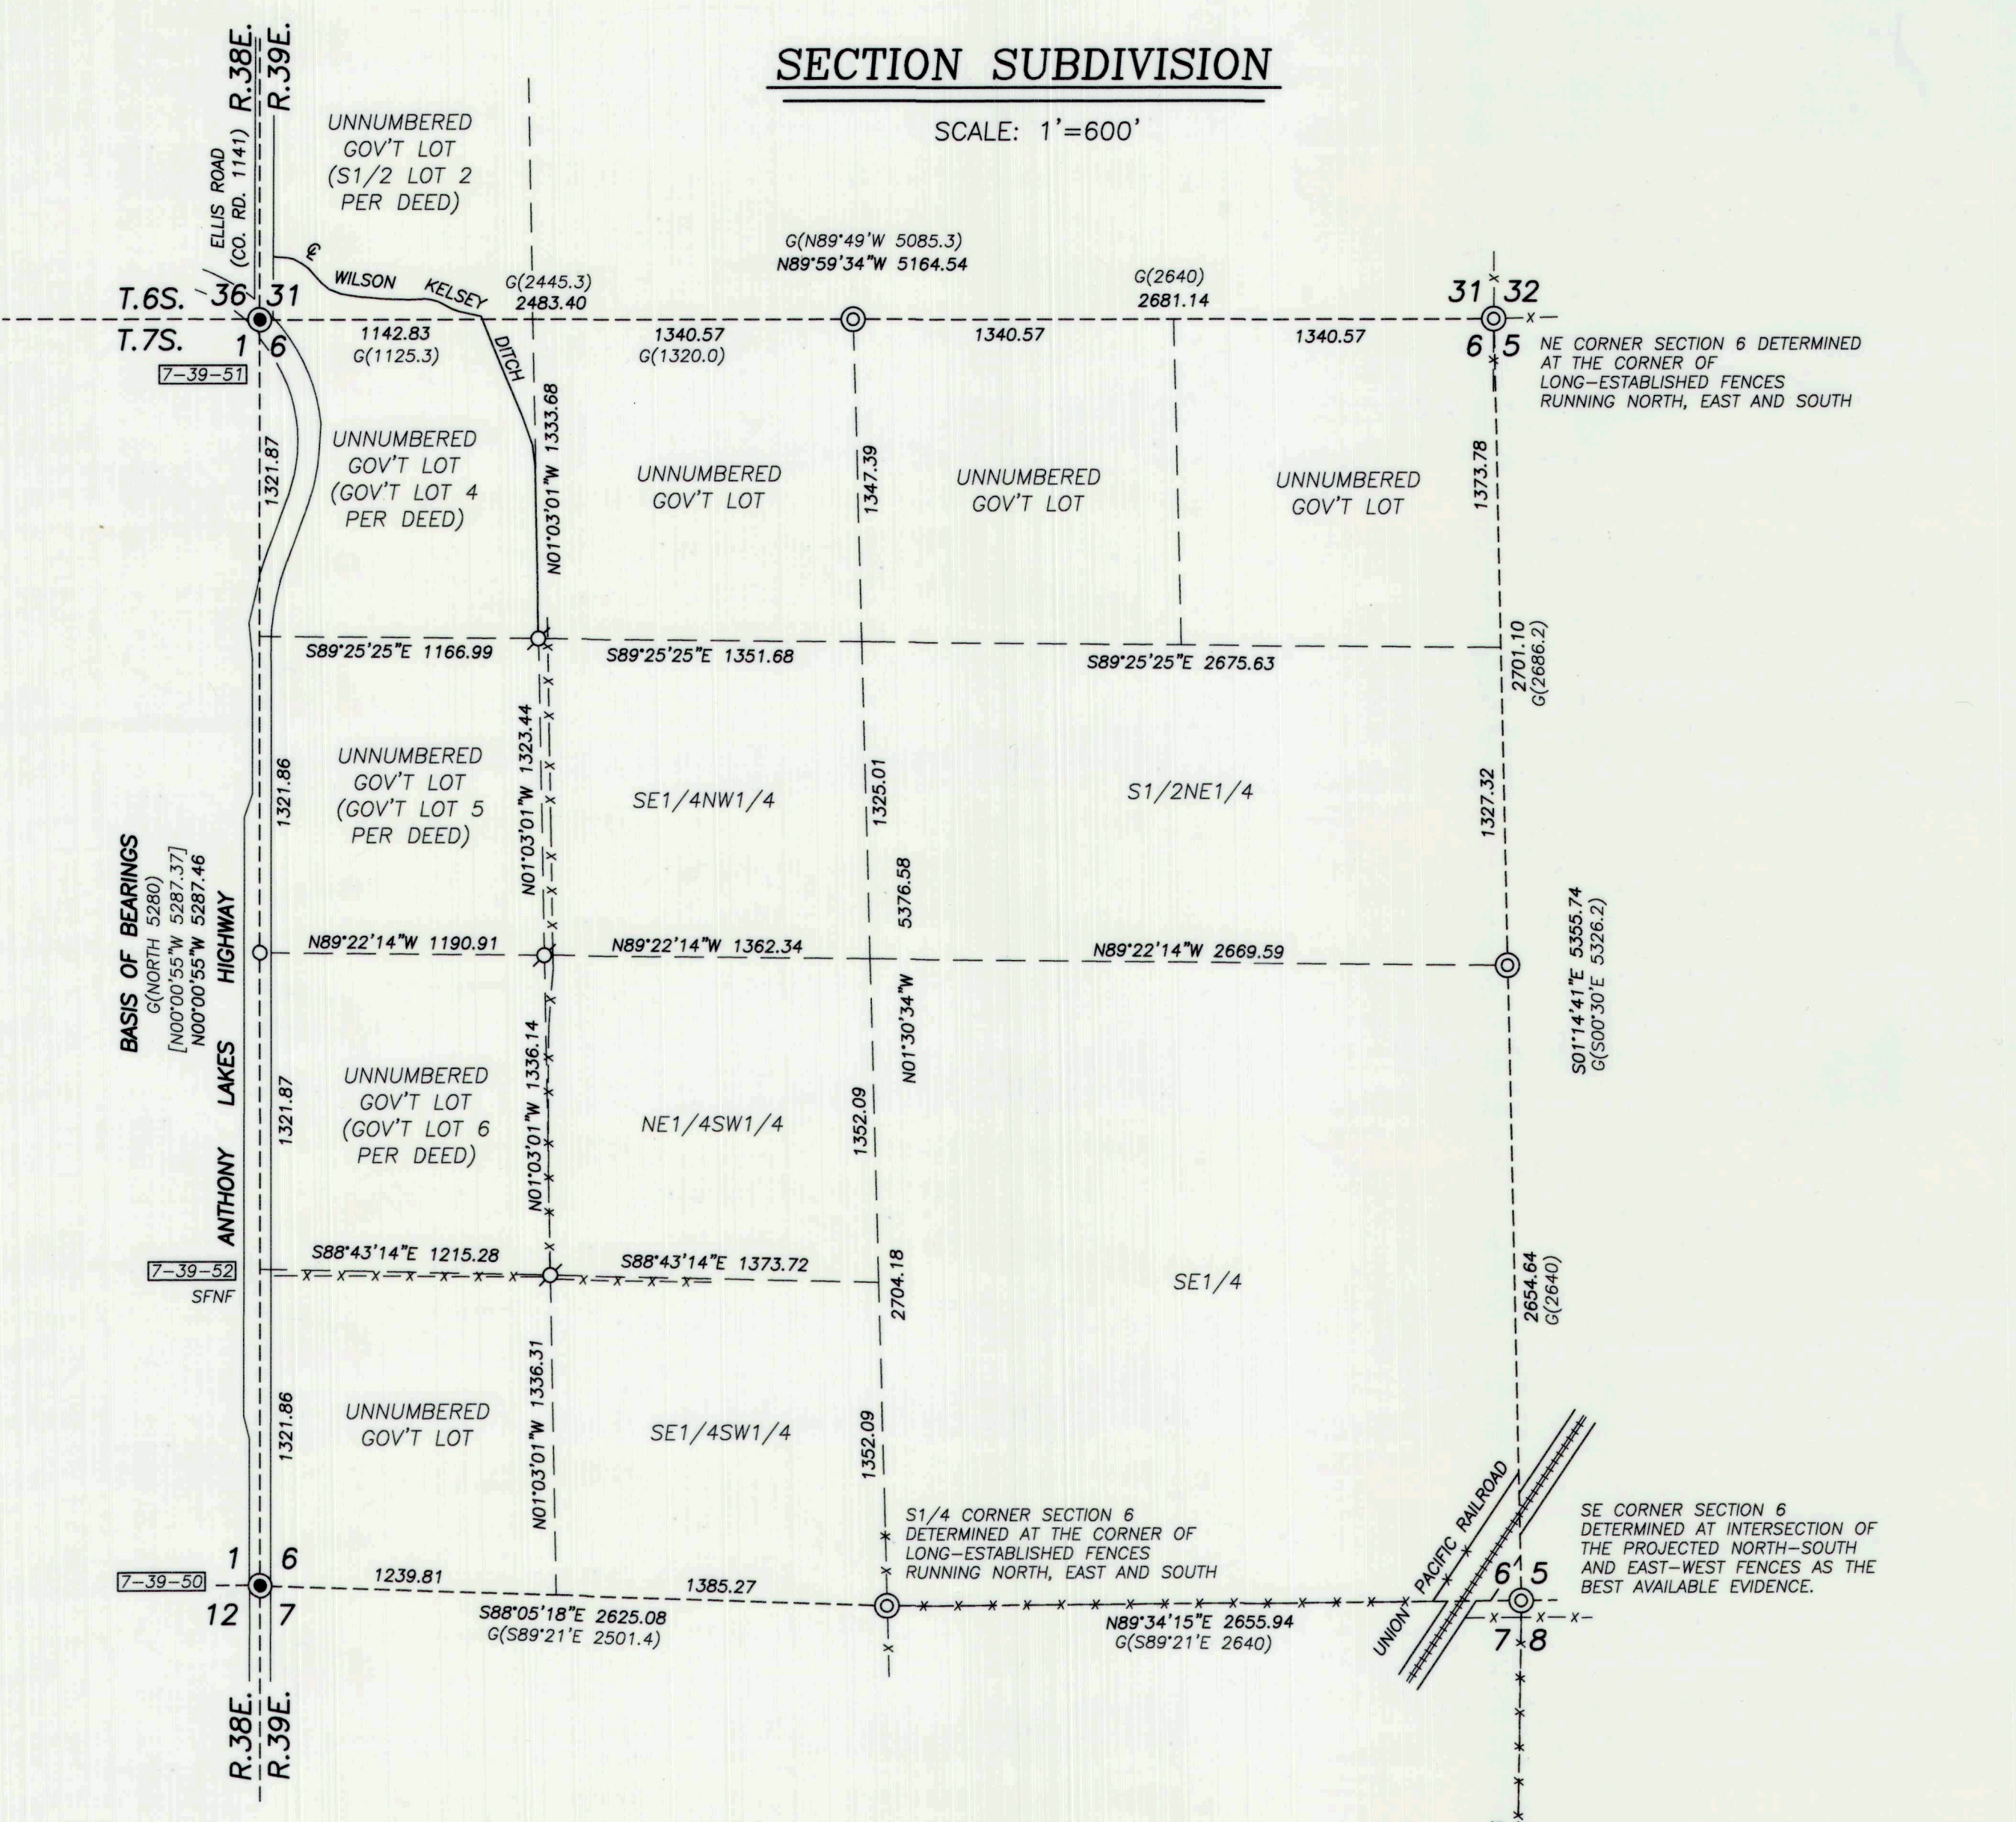 SECTION SUBDIVISION
SCALE: 1'=600'
R.38E.
R.39E.
ELLIS ROAD
(CO. RD. 1141)
UNNUMBERED
GOV'T LOT
(S1/2 LOT 2
PER DEED)
WILSON KELSEY DITCH
T.6S.
T.7S.
36 31
1 6
7-39-51
G(2445.3)
2483.40
G(N89°49'W 5085.3)
N89°59'34"W 5164.54
G(2640)
2681.14
31 32
6 5
1142.83
G(1125.3)
1340.57
G(1320.0)
1340.57
1340.57
NE CORNER SECTION 6 DETERMINED
AT THE CORNER OF
LONG-ESTABLISHED FENCES
RUNNING NORTH, EAST AND SOUTH
1321.87
UNNUMBERED
GOV'T LOT
(GOV'T LOT 4
PER DEED)
N01°03'01"W 1333.68
UNNUMBERED
GOV'T LOT
1347.39
UNNUMBERED
GOV'T LOT
UNNUMBERED
GOV'T LOT
1373.78
S89°25'25"E 1166.99
S89°25'25"E 1351.68
S89°25'25"E 2675.63
2701.10
G(2686.2)
1321.86
UNNUMBERED
GOV'T LOT
(GOV'T LOT 5
PER DEED)
N01°03'01"W 1323.44
SE1/4NW1/4
1325.01
S1/2NE1/4
1327.32
BASIS OF BEARINGS
G(NORTH 5280)
[N00°00'55"W 5287.37]
N00°00'55"W 5287.46
ANTHONY LAKES HIGHWAY
N89°22'14"W 1190.91
N89°22'14"W 1362.34
N89°22'14"W 2669.59
5376.58
N01°30'34"W
S01°14'41"E 5355.74
G(S00°30'E 5326.2)
1321.87
UNNUMBERED
GOV'T LOT
(GOV'T LOT 6
PER DEED)
N01°03'01"W 1336.14
NE1/4SW1/4
1352.09
7-39-52
SFNF
S88°43'14"E 1215.28
S88°43'14"E 1373.72
2704.18
SE1/4
2654.64
G(2640)
1321.86
UNNUMBERED
GOV'T LOT
N01°03'01"W 1336.31
SE1/4SW1/4
1352.09
S1/4 CORNER SECTION 6
DETERMINED AT THE CORNER OF
LONG-ESTABLISHED FENCES
RUNNING NORTH, EAST AND SOUTH
UNION PACIFIC RAILROAD
SE CORNER SECTION 6
DETERMINED AT INTERSECTION OF
THE PROJECTED NORTH-SOUTH
AND EAST-WEST FENCES AS THE
BEST AVAILABLE EVIDENCE.
1 6
7-39-50
12 7
1239.81
1385.27
S88°05'18"E 2625.08
G(S89°21'E 2501.4)
N89°34'15"E 2655.94
G(S89°21'E 2640)
6 5
7 8
R.38E.
R.39E.